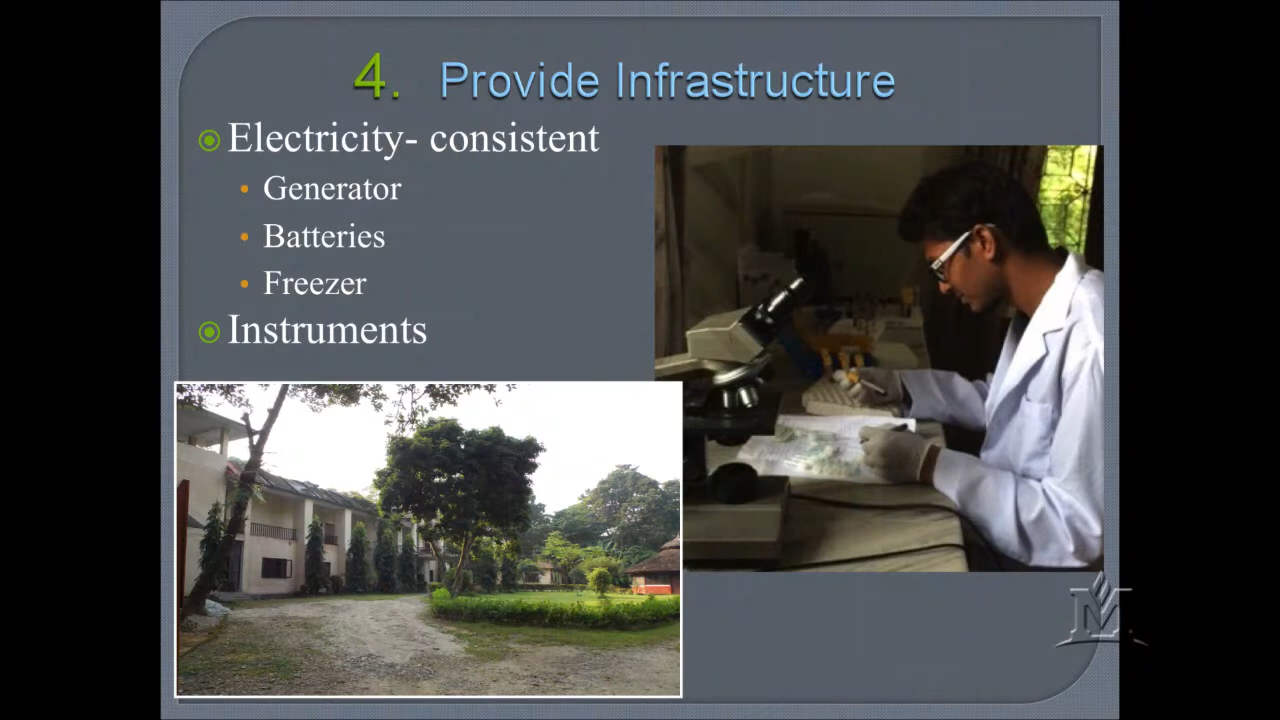 4. Provide Infrastructure
Electricity- consistent
Generator
Batteries
Freezer
Instruments